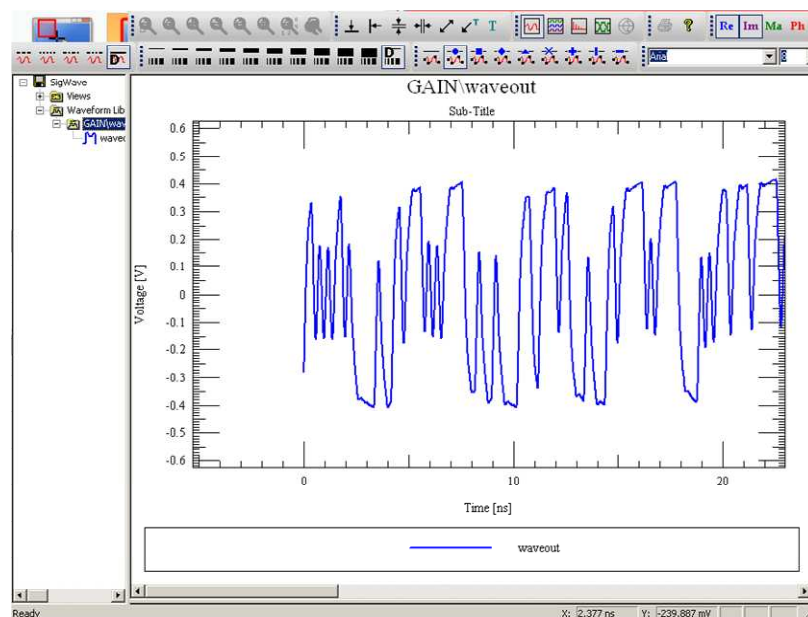 T T
Re Im Ma Ph
SigWave
Views
Waveform Lib
GAIN\wav
waveo
GAIN\waveout
Sub-Title
0.6
0.5
0.4
0.3
0.2
0.1
0
-0.1
-0.2
-0.3
-0.4
-0.5
-0.6
Voltage [V]
0 10 20
Time [ns]
waveout
Ready
X: 2.377 ns Y: -239.887 mV